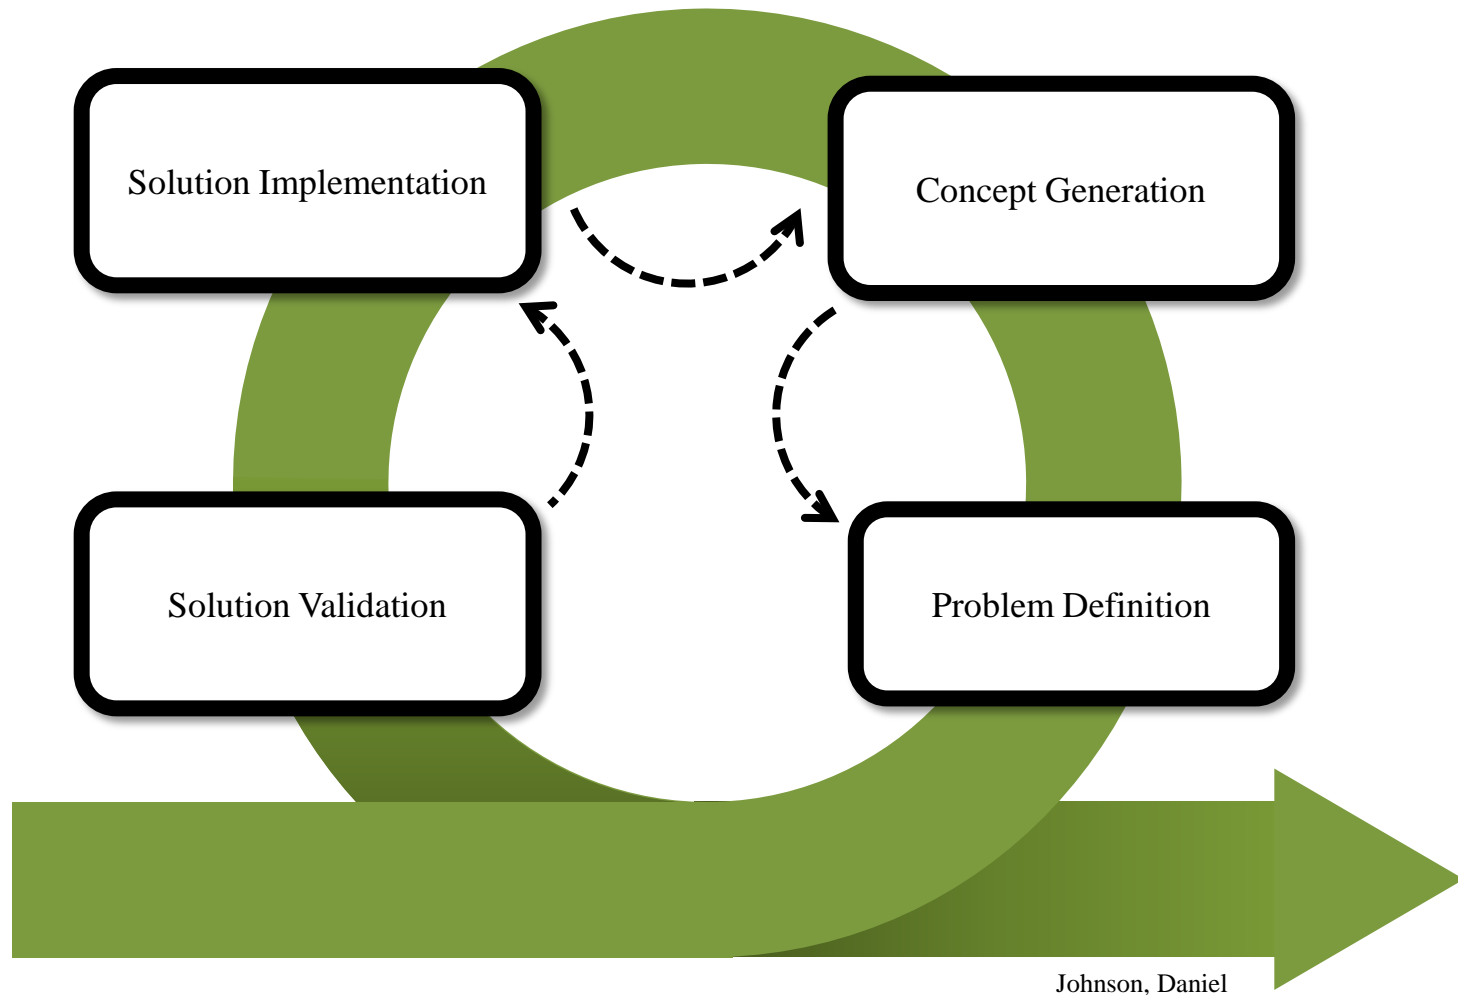 Solution Implementation
Concept Generation
Solution Validation
Problem Definition
Johnson, Daniel